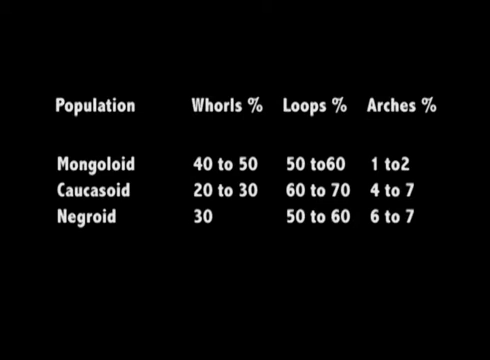 Population Whorls % Loops % Arches %
Mongoloid 40 to 50 50 to60 1 to2
Caucasoid 20 to 30 60 to 70 4 to 7
Negroid 30 50 to 60 6 to 7